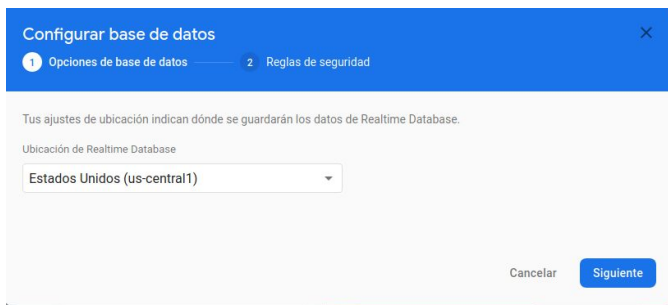 Configurar base de datos
1 Opciones de base de datos 2 Reglas de seguridad
Tus ajustes de ubicación indican dónde se guardarán los datos de Realtime Database.
Ubicación de Realtime Database
Estados Unidos (us-central1)
Cancelar Siguiente